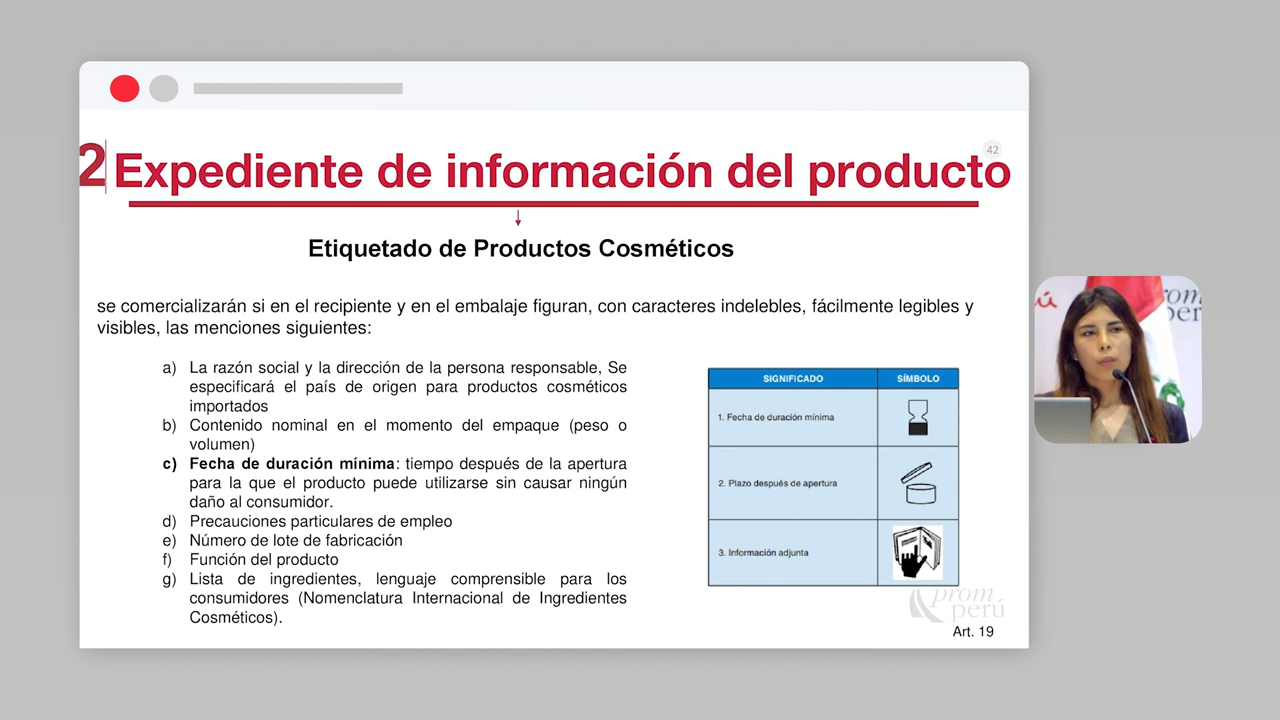 42
2 Expediente de información del producto
Etiquetado de Productos Cosméticos
se comercializarán si en el recipiente y en el embalaje figuran, con caracteres indelebles, fácilmente legibles y
visibles, las menciones siguientes:
a) La razón social y la dirección de la persona responsable, Se
especificará el país de origen para productos cosméticos
importados
b) Contenido nominal en el momento del empaque (peso o
volumen)
c) Fecha de duración mínima: tiempo después de la apertura
para la que el producto puede utilizarse sin causar ningún
daño al consumidor.
d) Precauciones particulares de empleo
e) Número de lote de fabricación
f) Función del producto
g) Lista de ingredientes, lenguaje comprensible para los
consumidores (Nomenclatura Internacional de Ingredientes
Cosméticos).
SIGNIFICADO SÍMBOLO
1. Fecha de duración mínima
2. Plazo después de apertura
3. Información adjunta
prom
perú
Art. 19